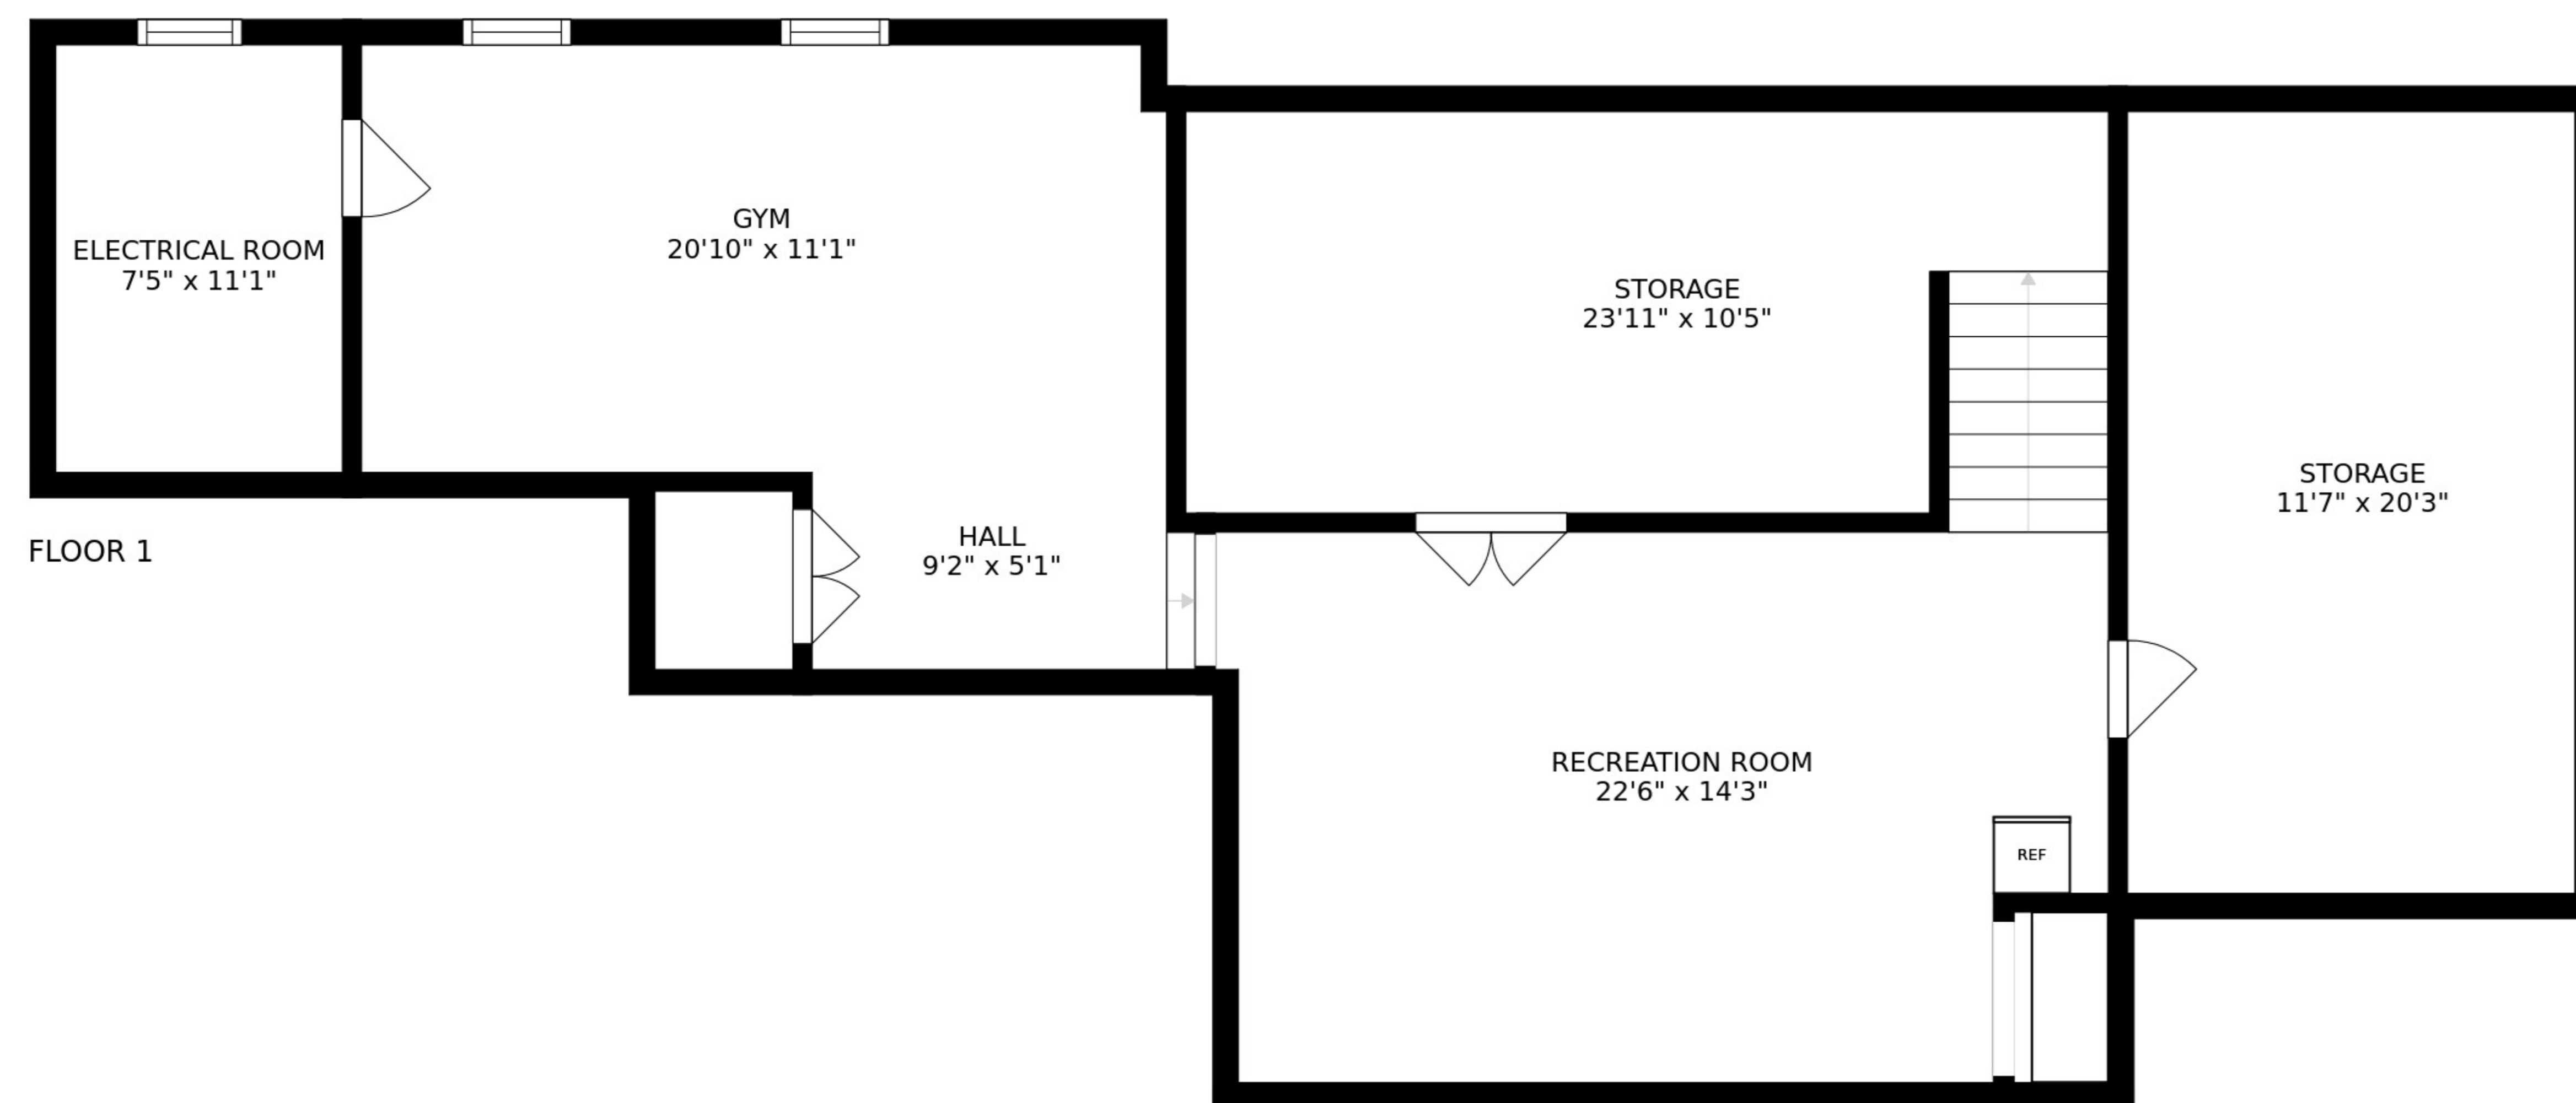 GYM
20'10" x 11'1"
ELECTRICAL ROOM
7'5" x 11'1"
STORAGE
23'11" x 10'5"
STORAGE
11'7" x 20'3"
HALL
9'2" x 5'1"
FLOOR 1
RECREATION ROOM
22'6" x 14'3"
REF